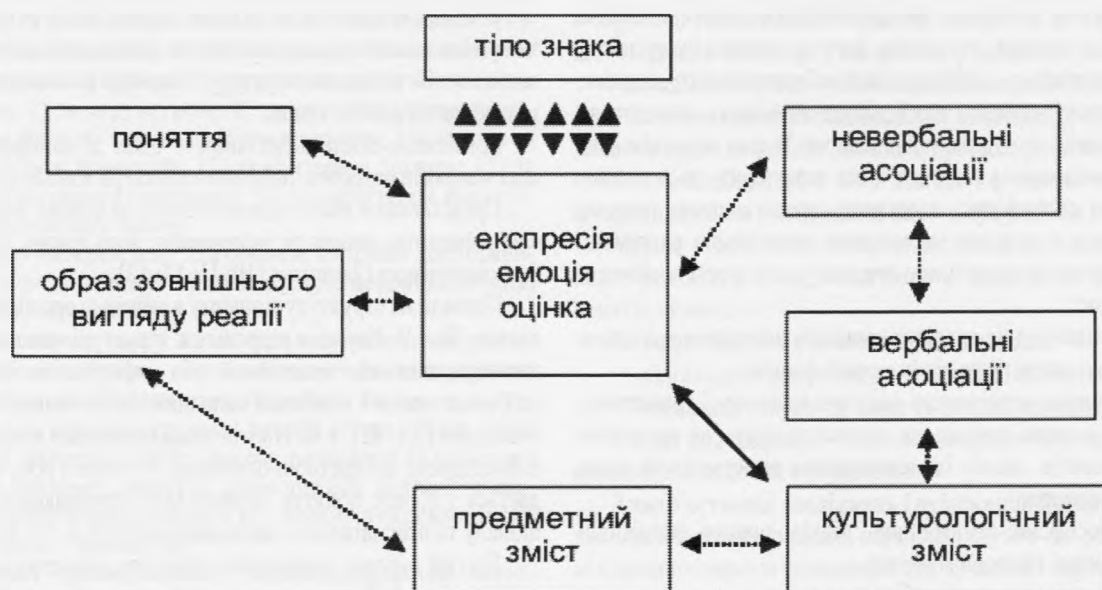 тіло знака
поняття
невербальні
асоціації
експресія
емоція
оцінка
образ зовнішнього
вигляду реалії
вербальні
асоціації
предметний
зміст
культурологічний
зміст